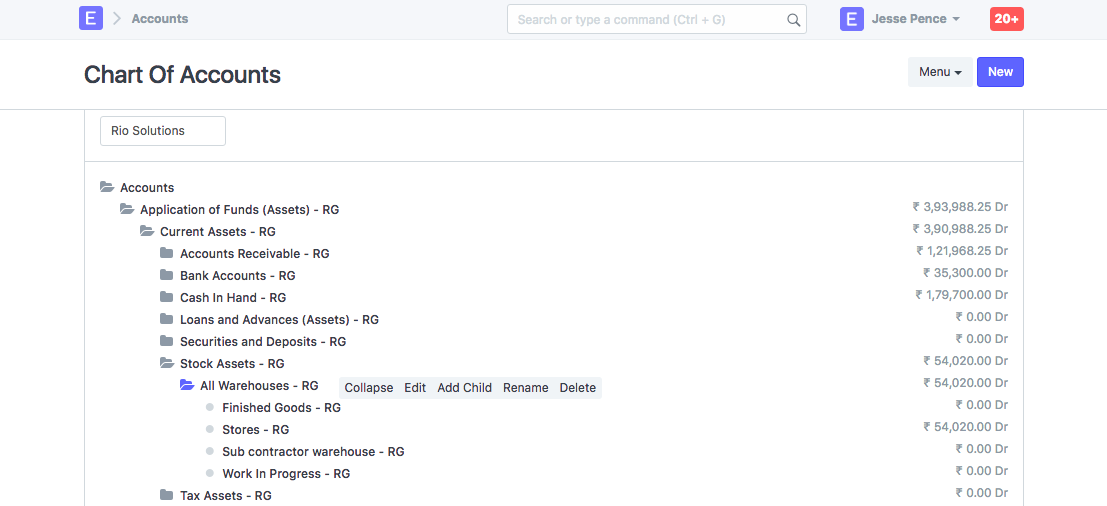 E Accounts Search or type a command (Ctrl + G) E Jesse Pence 20+
Chart Of Accounts Menu New
Rio Solutions
Accounts
Application of Funds (Assets) - RG ₹ 3,93,988.25 Dr
Current Assets - RG ₹ 3,90,988.25 Dr
Accounts Receivable - RG ₹ 1,21,968.25 Dr
Bank Accounts - RG ₹ 35,300.00 Dr
Cash In Hand - RG ₹ 1,79,700.00 Dr
Loans and Advances (Assets) - RG ₹ 0.00 Dr
Securities and Deposits - RG ₹ 0.00 Dr
Stock Assets - RG ₹ 54,020.00 Dr
All Warehouses - RG Collapse Edit Add Child Rename Delete ₹ 54,020.00 Dr
Finished Goods - RG ₹ 0.00 Dr
Stores - RG ₹ 54,020.00 Dr
Sub contractor warehouse - RG ₹ 0.00 Dr
Work In Progress - RG ₹ 0.00 Dr
Tax Assets - RG ₹ 0.00 Dr